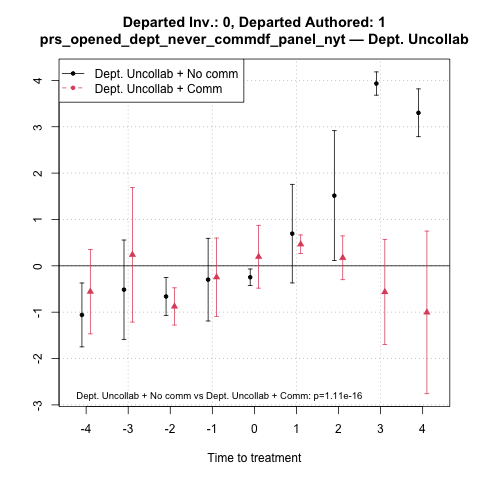 Departed Inv.: 0, Departed Authored: 1
prs_opened_dept_never_commdf_panel_nyt — Dept. Uncollab
Dept. Uncollab + No comm
Dept. Uncollab + Comm
4
3
2
1
0
-1
-2
-3
Dept. Uncollab + No comm vs Dept. Uncollab + Comm: p=1.11e-16
-4 -3 -2 -1 0 1 2 3 4
Time to treatment